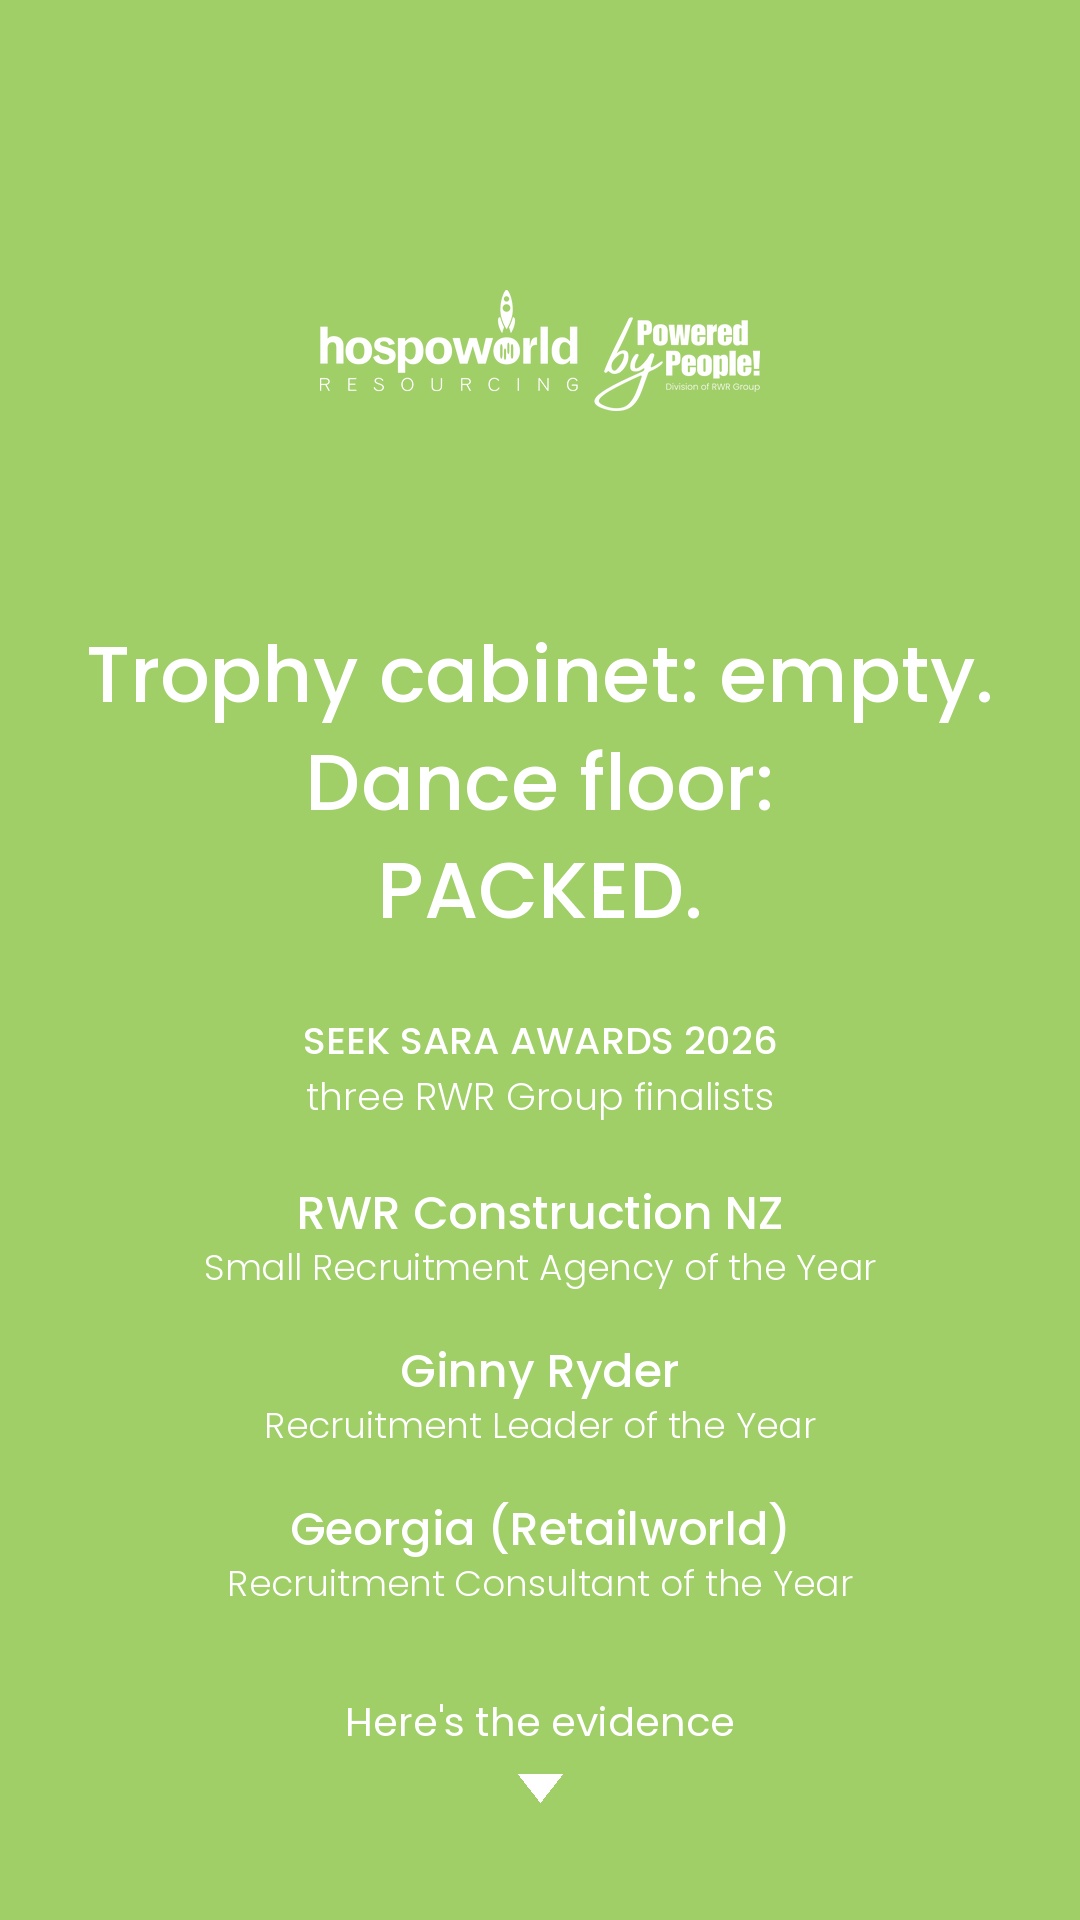 hospoworld
RESOURCING
Powered
by People!
Division of RWR Group
Trophy cabinet: empty.
Dance floor:
PACKED.
SEEK SARA AWARDS 2026
three RWR Group finalists
RWR Construction NZ
Small Recruitment Agency of the Year
Ginny Ryder
Recruitment Leader of the Year
Georgia (Retailworld)
Recruitment Consultant of the Year
Here's the evidence